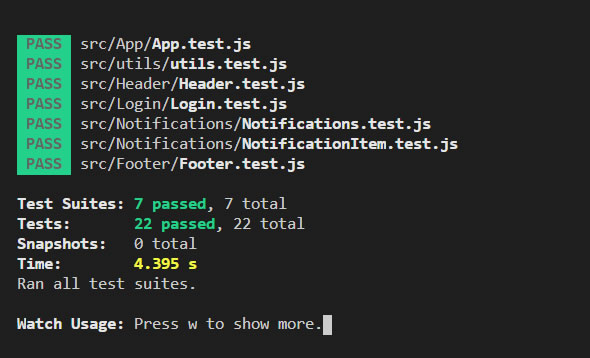 PASS src/App/App.test.js
PASS src/utils/utils.test.js
PASS src/Header/Header.test.js
PASS src/Login/Login.test.js
PASS src/Notifications/Notifications.test.js
PASS src/Notifications/NotificationItem.test.js
PASS src/Footer/Footer.test.js
Test Suites: 7 passed, 7 total
Tests: 22 passed, 22 total
Snapshots: 0 total
Time: 4.395 s
Ran all test suites.
Watch Usage: Press w to show more.